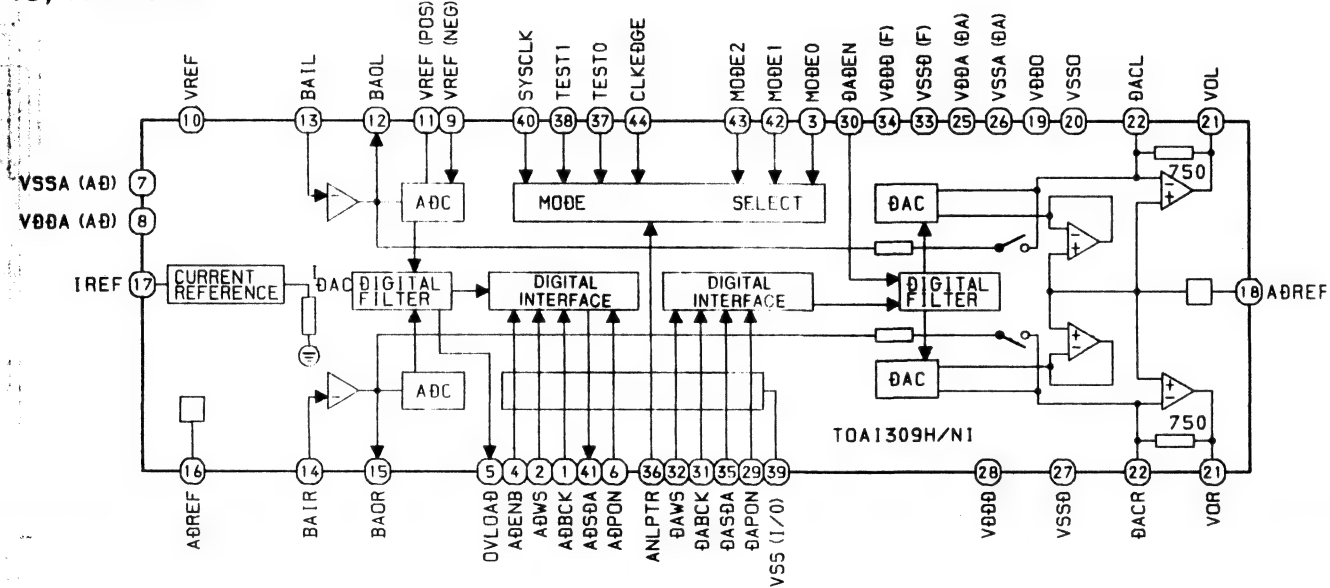 VREF
BAIL
BAOL
VREF (POS)
VREF (NEG)
SYSCLK
TEST1
TEST0
CLKEDGE
MODE2
MODE1
MODE0
DADEN
VDDD (F)
VSSD (F)
VDDA (DA)
VSSA (DA)
VDDO
VSSO
DACL
VOL
10
13
12
11
9
40
38
37
44
43
42
3
30
34
33
25
26
19
20
22
21
VSSA (AD) 7
VDDA (AD) 8
IREF 17
750
ADC
MODE SELECT
DAC
CURRENT
REFERENCE
DAC
DIGITAL
FILTER
DIGITAL
INTERFACE
DIGITAL
INTERFACE
DIGITAL
FILTER
18 ADREF
ADC
DAC
750
TDA1309H/N1
16
14
15
5
4
2
1
41
6
36
32
31
35
29
39
28
27
22
21
ADREF
BAIR
BAOR
OVLOAD
ADENB
ADWS
ADBCK
ADSDA
ADPON
ANLPTR
DAWS
DABCK
DASDA
DAPON
VSS (I/O)
VDDD
VSSD
DACR
VOR